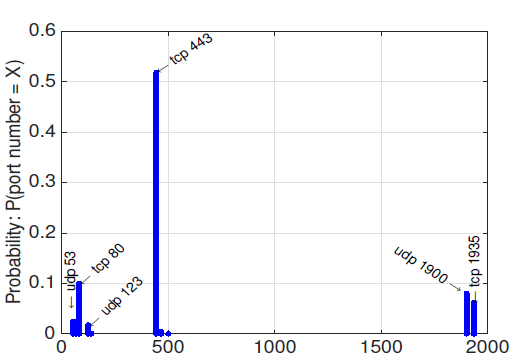 Probability: P(port number = X)
0.6
0.5
0.4
0.3
0.2
0.1
0
udp 53
tcp 80
udp 123
tcp 443
udp 1900
tcp 1935
0
500
1000
1500
2000